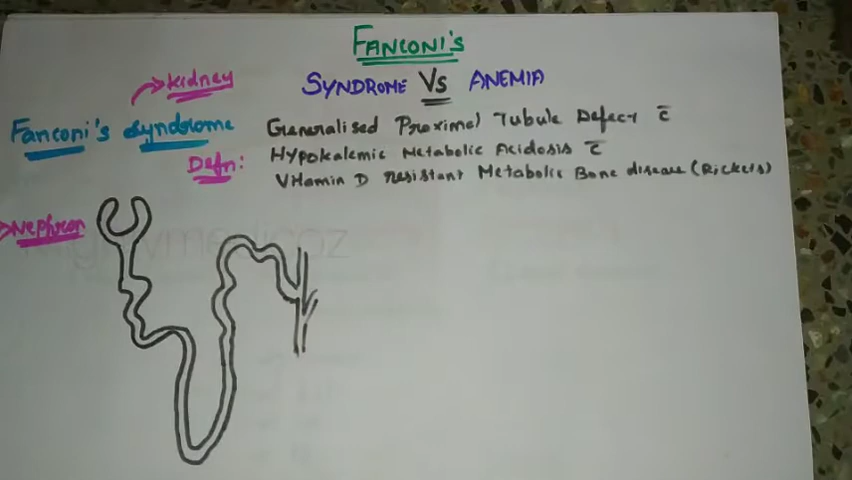 FANCONI'S
SYNDROME Vs ANEMIA
kidney
Fanconi's syndrome
Generalised Proximal Tubule Defect c̄
Defn: Hypokalemic Metabolic Acidosis c̄
Vitamin D resistant Metabolic Bone disease (Rickets)
Nephron
medicoz